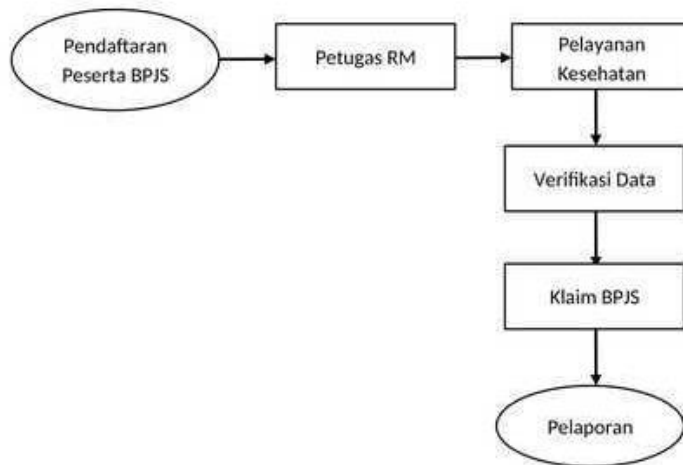 Pendaftaran
Peserta BPJS
Petugas RM
Pelayanan
Kesehatan
Verifikasi Data
Klaim BPJS
Pelaporan